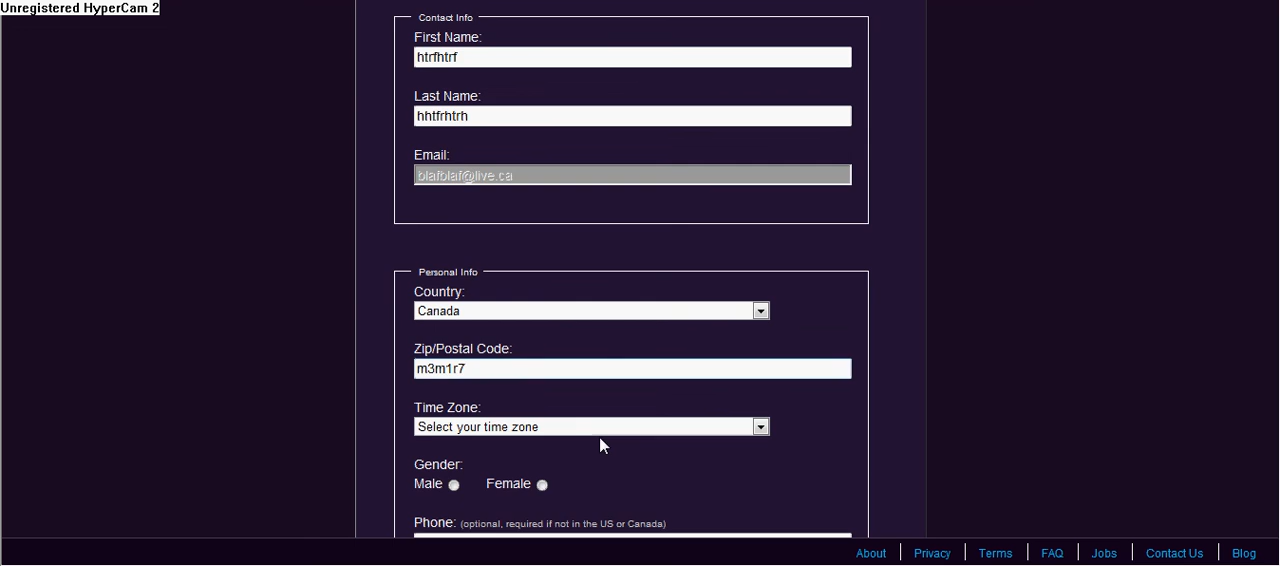 Unregistered HyperCam 2
Contact Info
First Name:
htrfhtrf
Last Name:
hhtfrhtrh
Email:
blafblaf@live.ca
Personal Info
Country:
Canada
Zip/Postal Code:
m3m1r7
Time Zone:
Select your time zone
Gender:
Male Female
Phone: (optional, required if not in the US or Canada)
About Privacy Terms FAQ Jobs Contact Us Blog